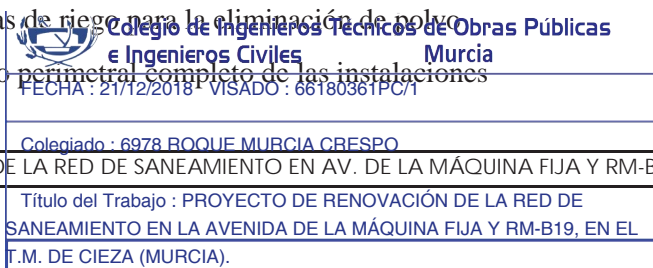 s de riego para la eliminación de polvo
Colegio de Ingenieros Técnicos de Obras Públicas
e Ingenieros Civiles Murcia
o perimetral completo de las instalaciones
FECHA : 21/12/2018 VISADO : 66180361PC/1
Colegiado : 6978 ROQUE MURCIA CRESPO
DE LA RED DE SANEAMIENTO EN AV. DE LA MÁQUINA FIJA Y RM-B
Título del Trabajo : PROYECTO DE RENOVACIÓN DE LA RED DE
SANEAMIENTO EN LA AVENIDA DE LA MÁQUINA FIJA Y RM-B19, EN EL
T.M. DE CIEZA (MURCIA).